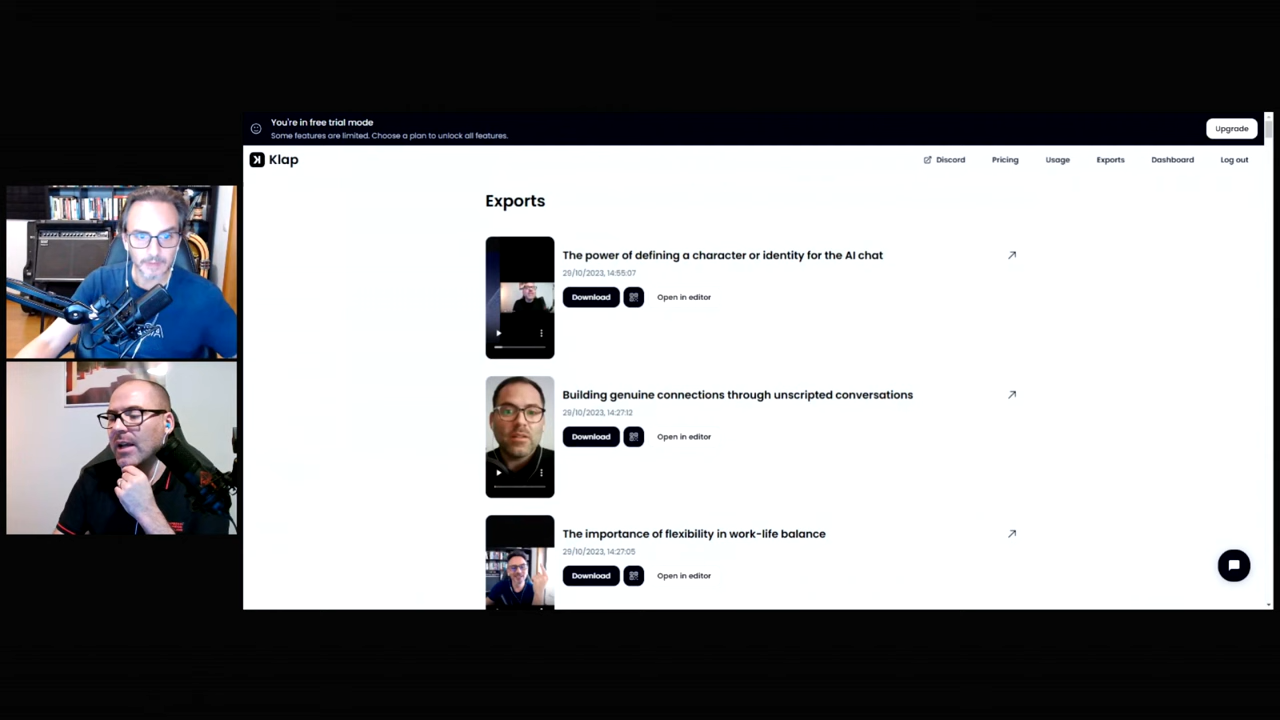 You're in free trial mode
Some features are limited. Choose a plan to unlock all features.
Upgrade
Klap
Discord
Pricing
Usage
Exports
Dashboard
Log out
Exports
The power of defining a character or identity for the AI chat
29/10/2023, 14:55:07
Download
Open in editor
Building genuine connections through unscripted conversations
29/10/2023, 14:27:12
Download
Open in editor
The importance of flexibility in work-life balance
29/10/2023, 14:27:05
Download
Open in editor